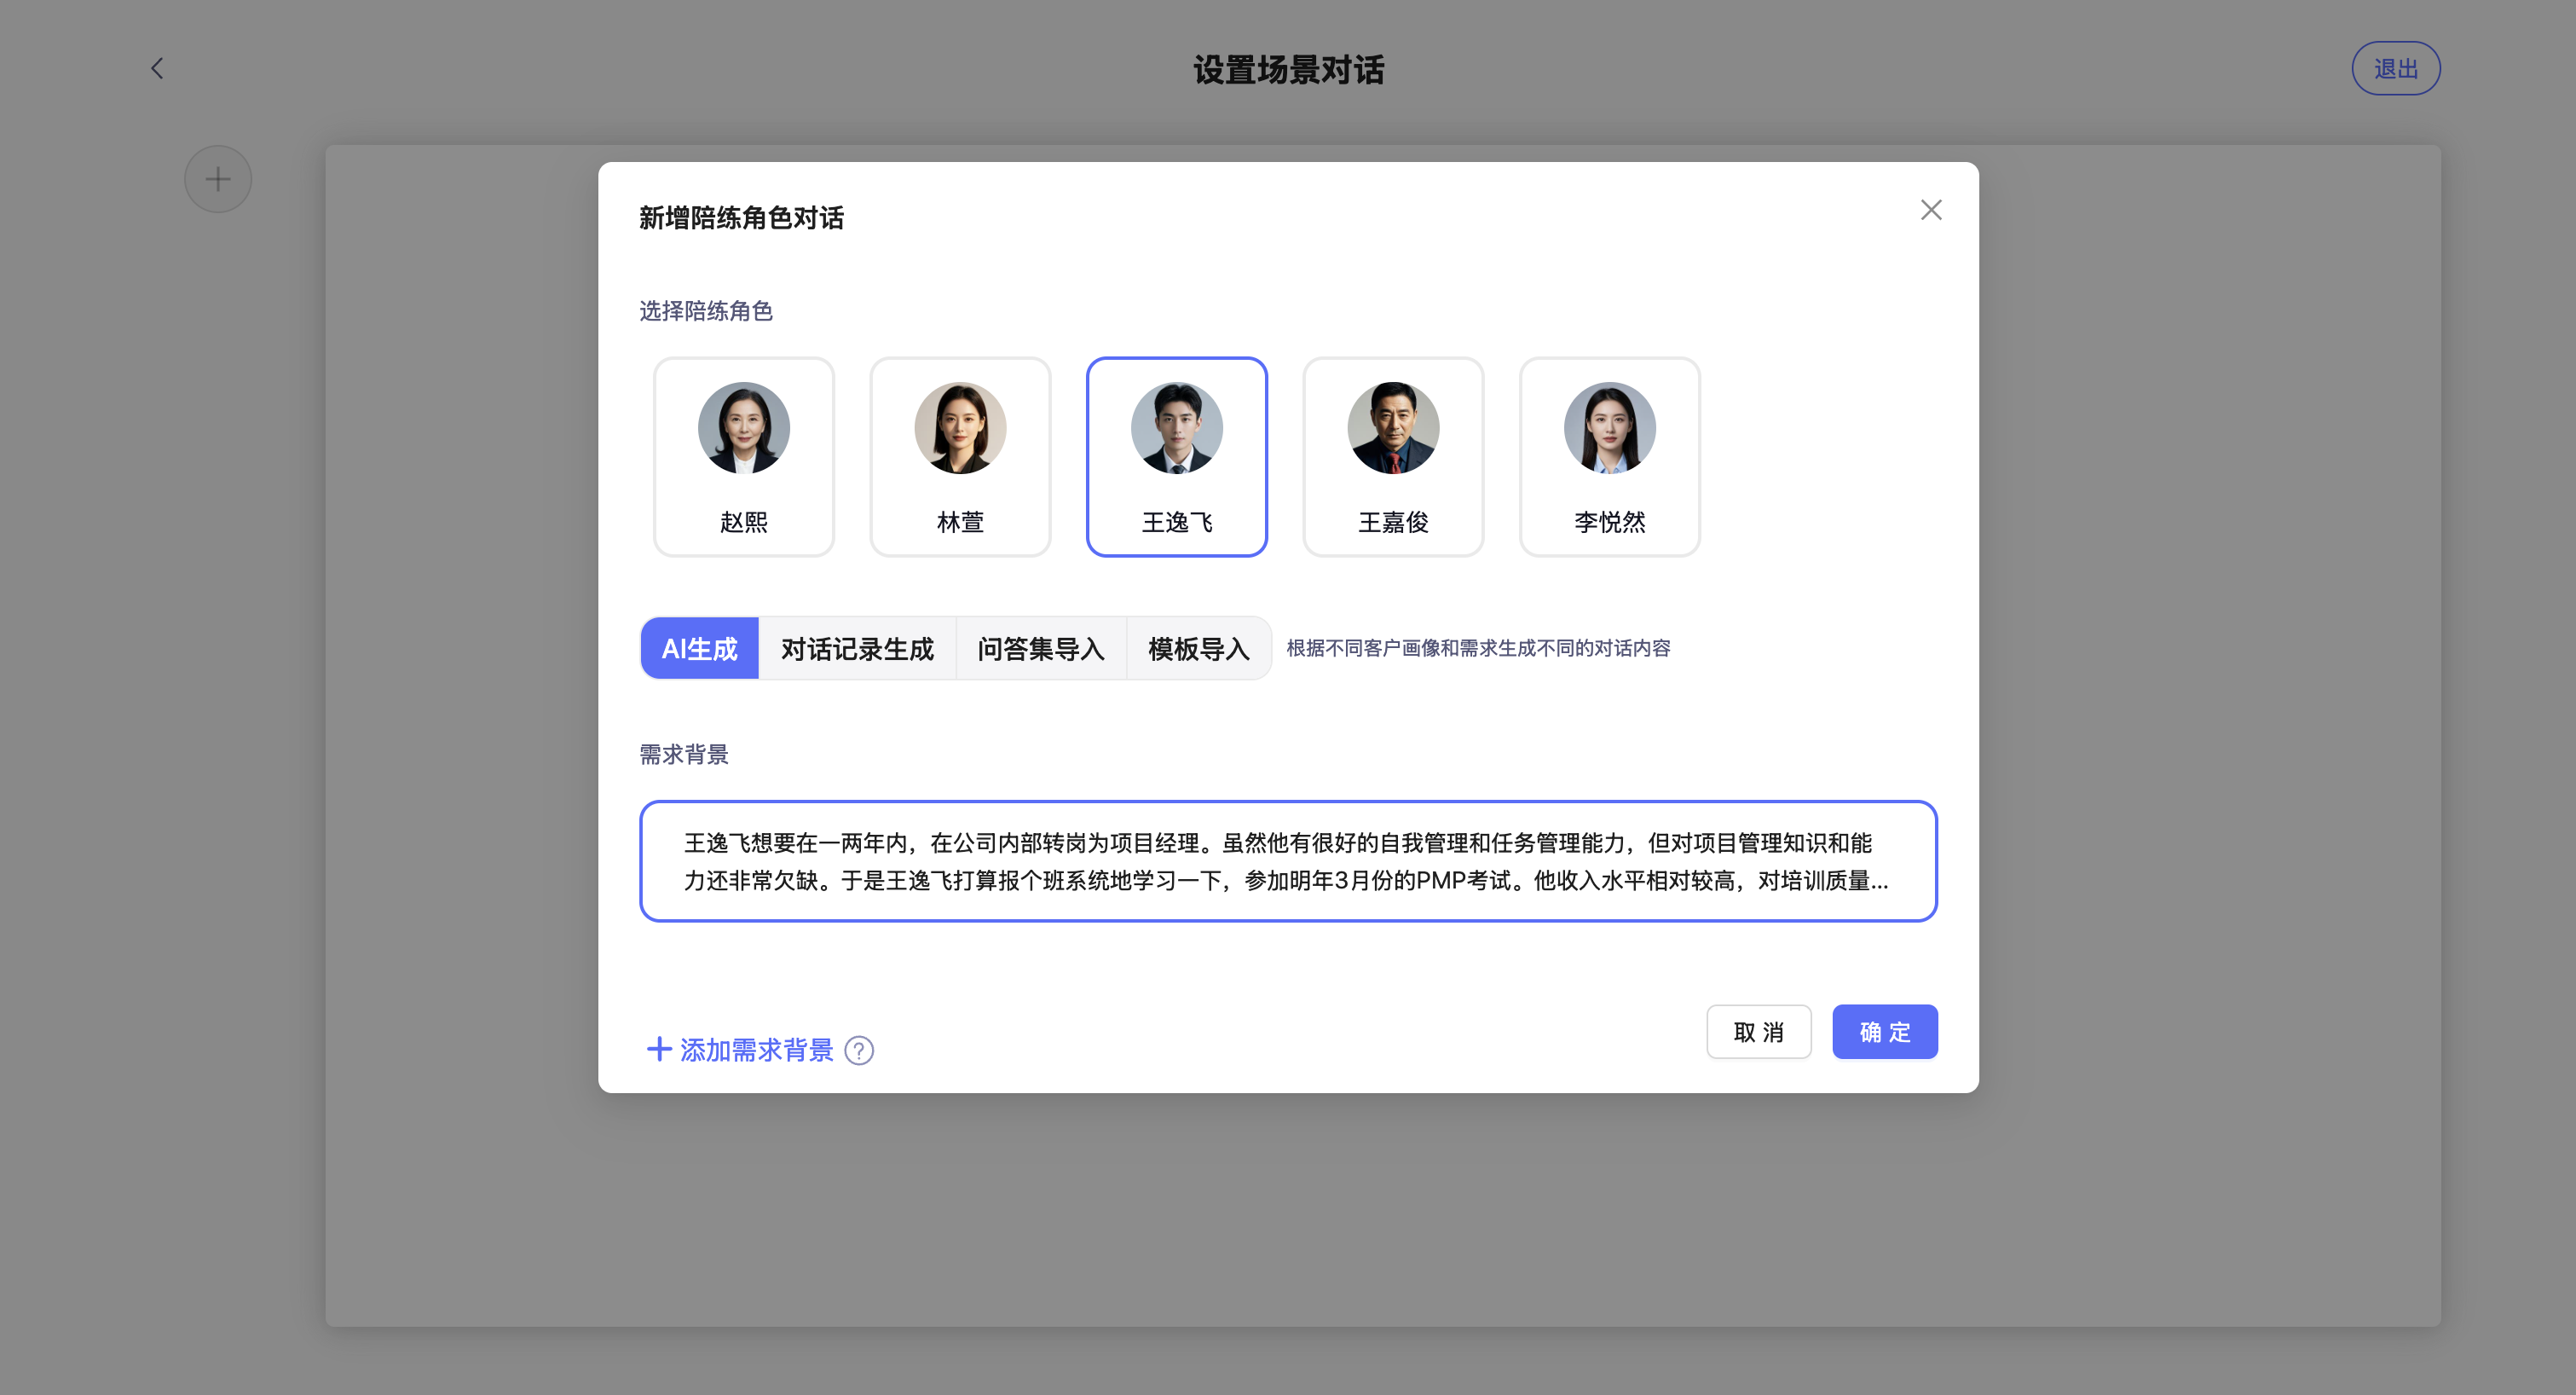 设置场景对话
退出
新增陪练角色对话
选择陪练角色
赵熙
林萱
王逸飞
王嘉俊
李悦然
AI生成
对话记录生成
问答集导入
模板导入
根据不同客户画像和需求生成不同的对话内容
需求背景
王逸飞想要在一两年内，在公司内部转岗为项目经理。虽然他有很好的自我管理和任务管理能力，但对项目管理知识和能
力还非常欠缺。于是王逸飞打算报个班系统地学习一下，参加明年3月份的PMP考试。他收入水平相对较高，对培训质量...
添加需求背景
取 消
确 定